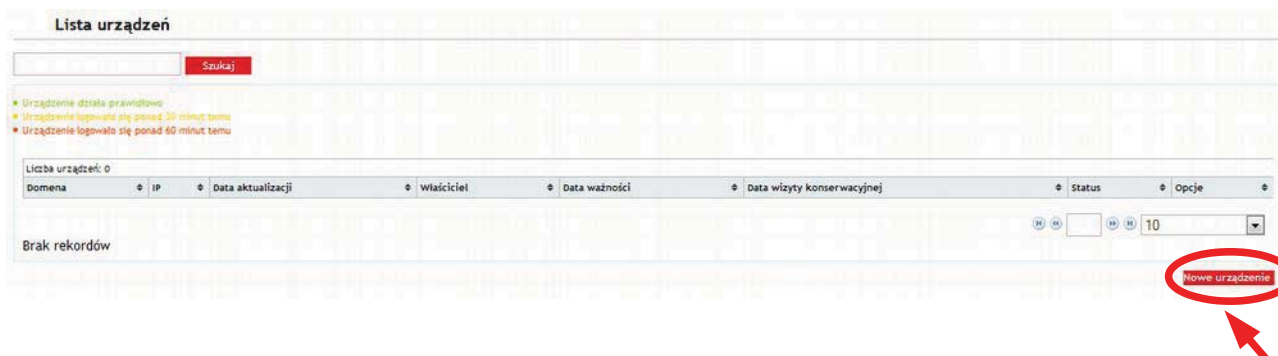 Lista urządzeń
Szukaj
Urządzenie działa prawidłowo
Urządzenie logowało się ponad 10 minut temu
Urządzenie logowało się ponad 60 minut temu
Liczba urządzeń: 0
Domena IP Data aktualizacji Właściciel Data ważności Data wizyty konserwacyjnej Status Opcje
10
Brak rekordów
Nowe urządzenie